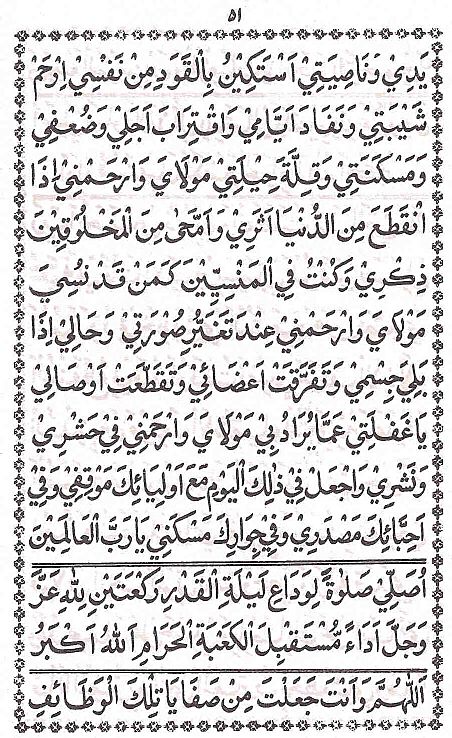 ٥١
يَدِيْ وَنَاصِيَتِيْ اَسْتَكِيْنُ بِالْقَوَدِ مِنْ نَفْسِيْ اِرْحَمْ
شَيْبَتِيْ وَنَفَادَ اَيَّامِيْ وَاقْتِرَابَ اَجَلِيْ وَضُعْفِيْ
وَمَسْكَنَتِيْ وَقِلَّةَ حِيْلَتِيْ مَوْلَايَ وَارْحَمْنِيْ اِذَا
انْقَطَعَ مِنَ الدُّنْيَا اَثَرِيْ وَامَّحٰى مِنَ الْمَخْلُوْقِيْنَ
ذِكْرِيْ وَكُنْتُ فِي الْمَنْسِيِّيْنَ كَمَنْ قَدْ نُسِيَ
مَوْلَايَ وَارْحَمْنِيْ عِنْدَ تَغَيُّرِ صُوْرَتِيْ وَحَالِيْ اِذَا
بَلِيَ جِسْمِيْ وَتَفَرَّقَتْ اَعْضَائِيْ وَتَقَطَّعَتْ اَوْصَالِيْ
يَا غَفْلَتِيْ عَمَّا يُرَادُ بِيْ مَوْلَايَ وَارْحَمْنِيْ فِيْ حَشْرِيْ
وَنَشْرِيْ وَاجْعَلْ فِيْ ذٰلِكَ الْيَوْمِ مَعَ اَوْلِيَائِكَ مَوْقِفِيْ وَفِيْ
اَحِبَّائِكَ مَصْدَرِيْ وَفِيْ جِوَارِكَ مَسْكَنِيْ يَا رَبَّ الْعَالَمِيْنَ
اُصَلِّيْ صَلٰوةً لِوَدَاعِ لَيْلَةِ الْقَدْرِ رَكْعَتَيْنِ لِلّٰهِ عَزَّ
وَجَلَّ اَدَاءً مُّسْتَقْبِلَ الْكَعْبَةِ الْحَرَامِ اَللّٰهُ اَكْبَرُ
اَللّٰهُمَّ وَاَنْتَ جَعَلْتَ مِنْ صَفَايَا تِلْكَ الْوَظَائِفِ